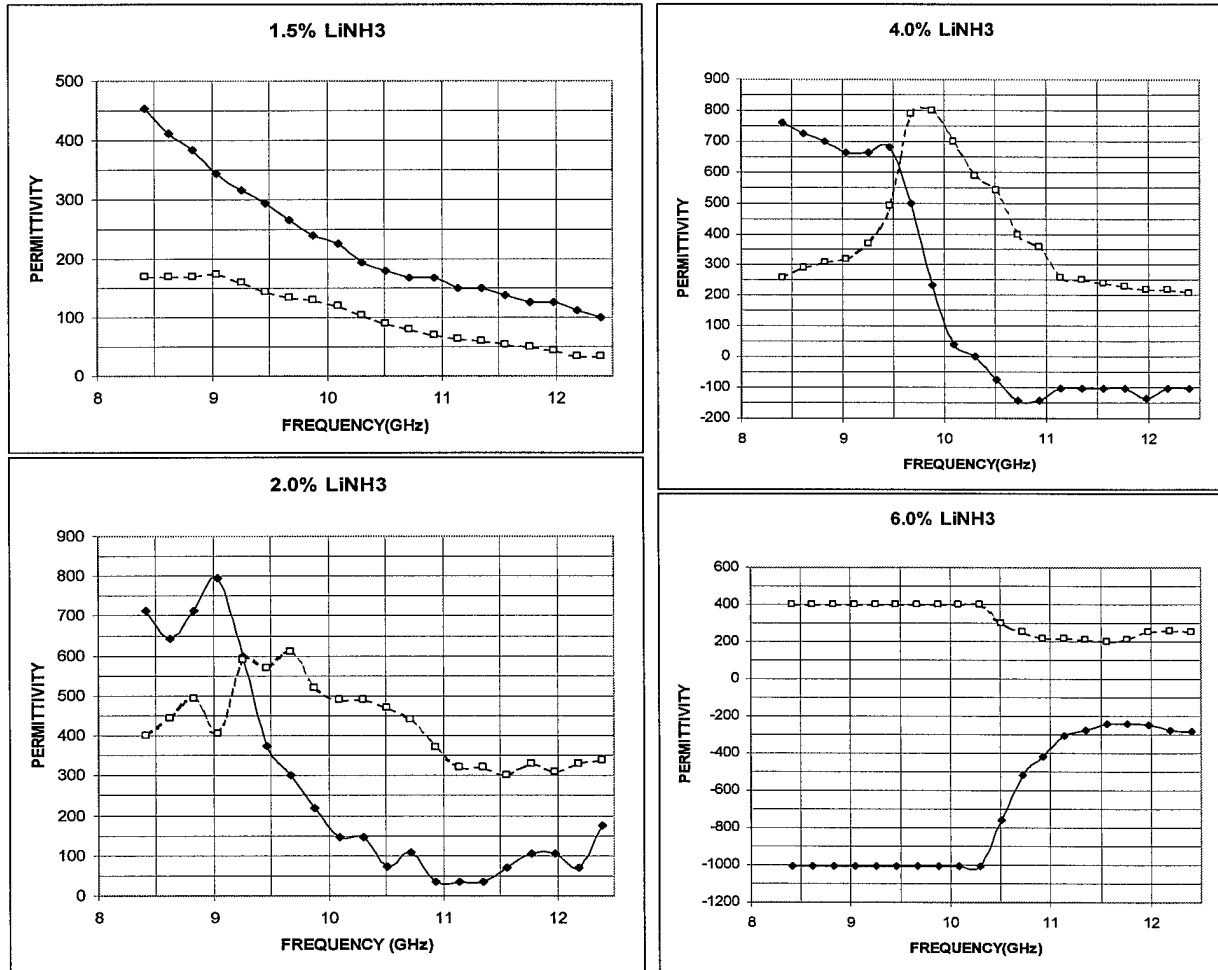 1.5% LiNH3
500
400
300
200
100
0
8 9 10 11 12
PERMITTIVITY
FREQUENCY(GHz)
4.0% LiNH3
900
800
700
600
500
400
300
200
100
0
-100
-200
8 9 10 11 12
PERMITTIVITY
FREQUENCY(GHz)
2.0% LiNH3
900
800
700
600
500
400
300
200
100
0
8 9 10 11 12
PERMITTIVITY
FREQUENCY (GHz)
6.0% LiNH3
600
400
200
0
-200
-400
-600
-800
-1000
-1200
8 9 10 11 12
PERMITTIVITY
FREQUENCY(GHz)